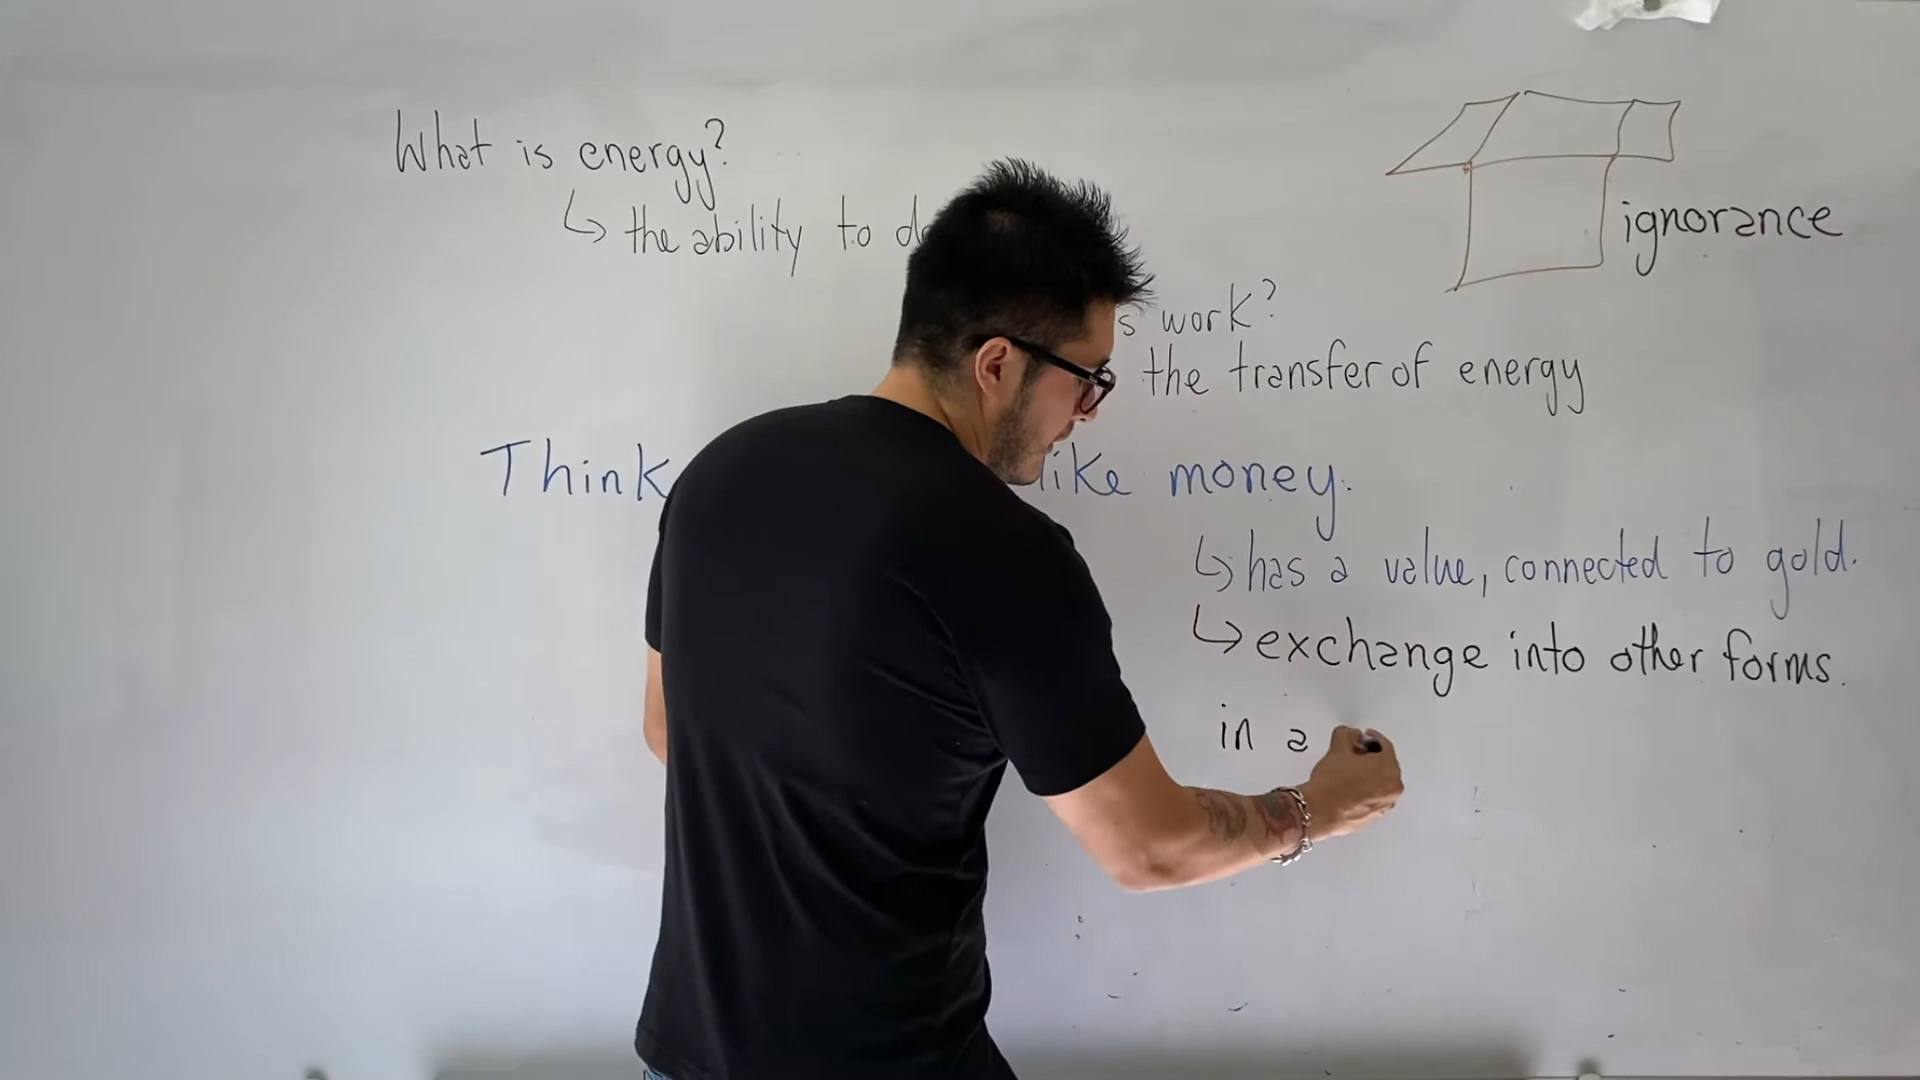 What is energy?
↳ the ability to
ignorance
work?
the transfer of energy
Think like money.
↳ has a value, connected to gold.
↳ exchange into other forms.
in a